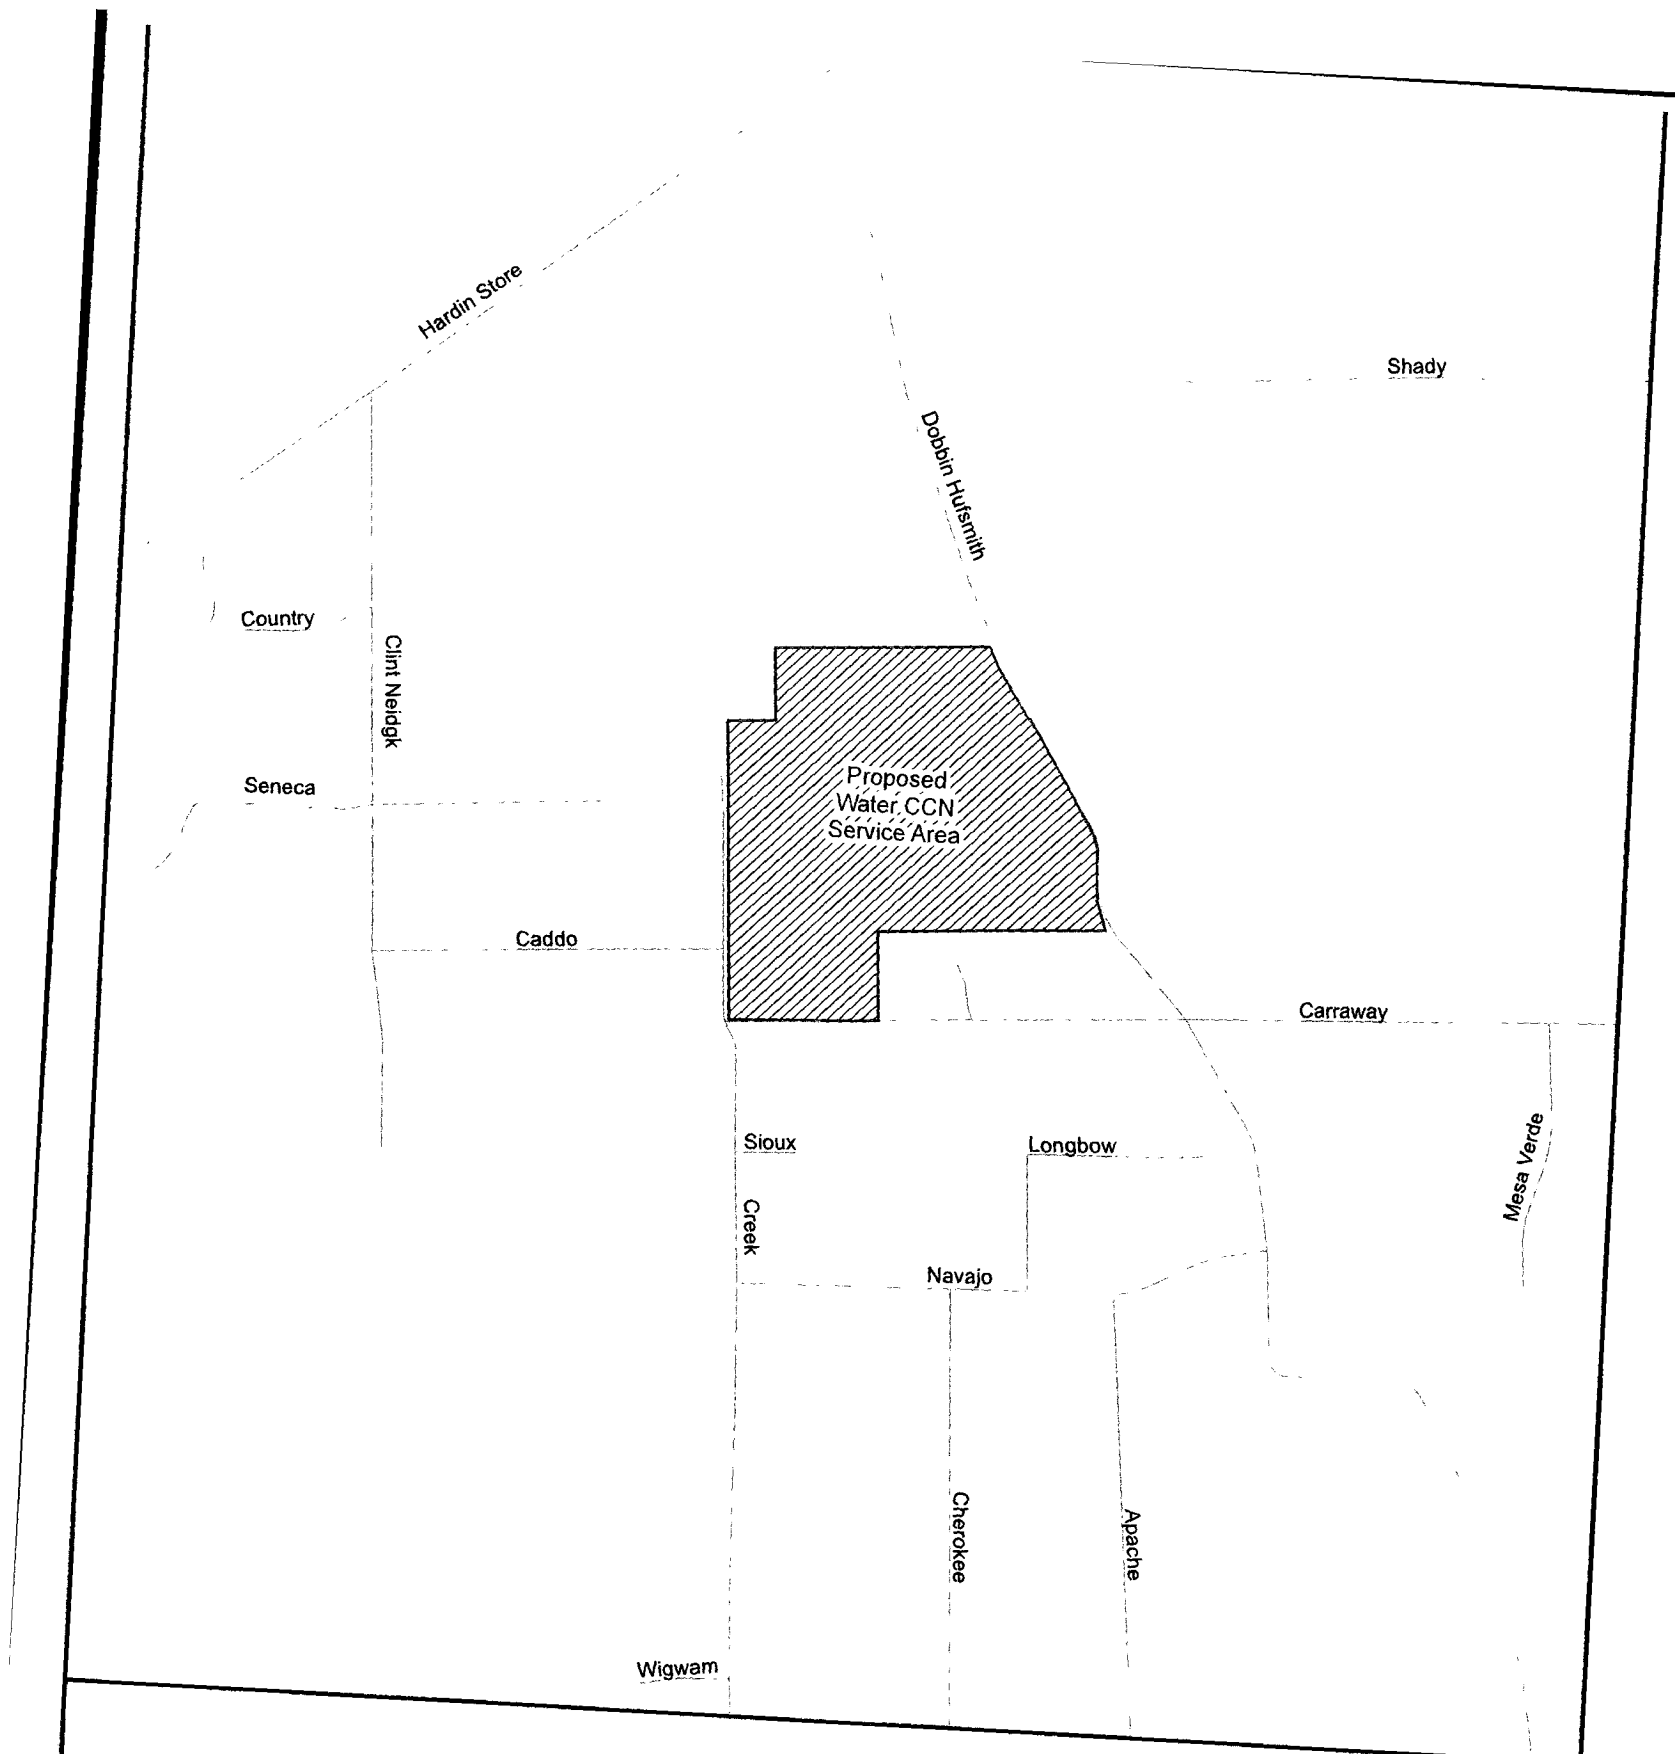 Hardin Store
Shady
Dobbin Hufsmith
Country
Clint Neidgk
Seneca
Proposed
Water CCN
Service Area
Caddo
Carraway
Sioux
Longbow
Mesa Verde
Creek
Navajo
Cherokee
Apache
Wigwam